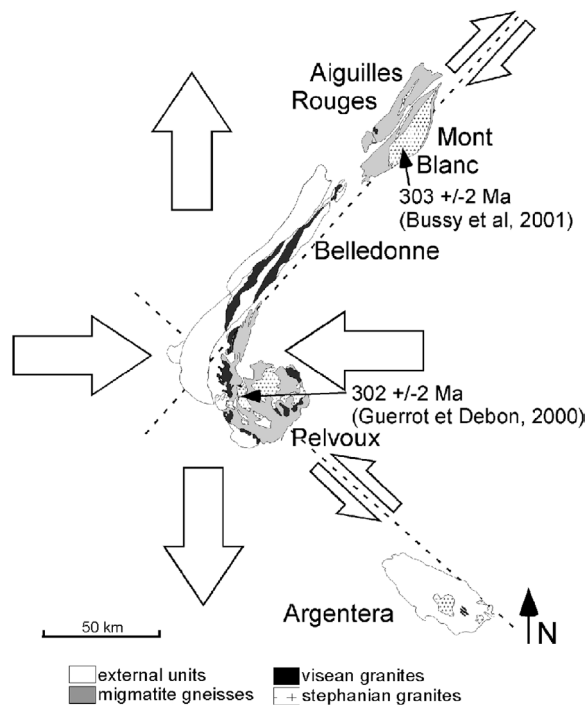 Aiguilles
Rouges
Mont
Blanc
303 +/-2 Ma
(Bussy et al, 2001)
Belledonne
302 +/-2 Ma
(Guerrot et Debon, 2000)
Pelvoux
Argentera
N
50 km
external units
visean granites
migmatite gneisses
stephanian granites